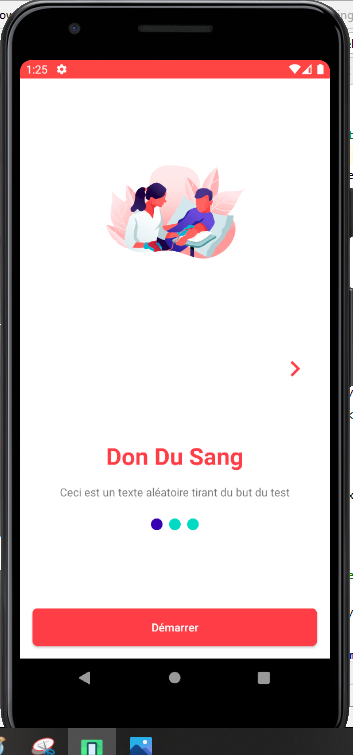 1:25
Don Du Sang
Ceci est un texte aléatoire tirant du but du test
Démarrer